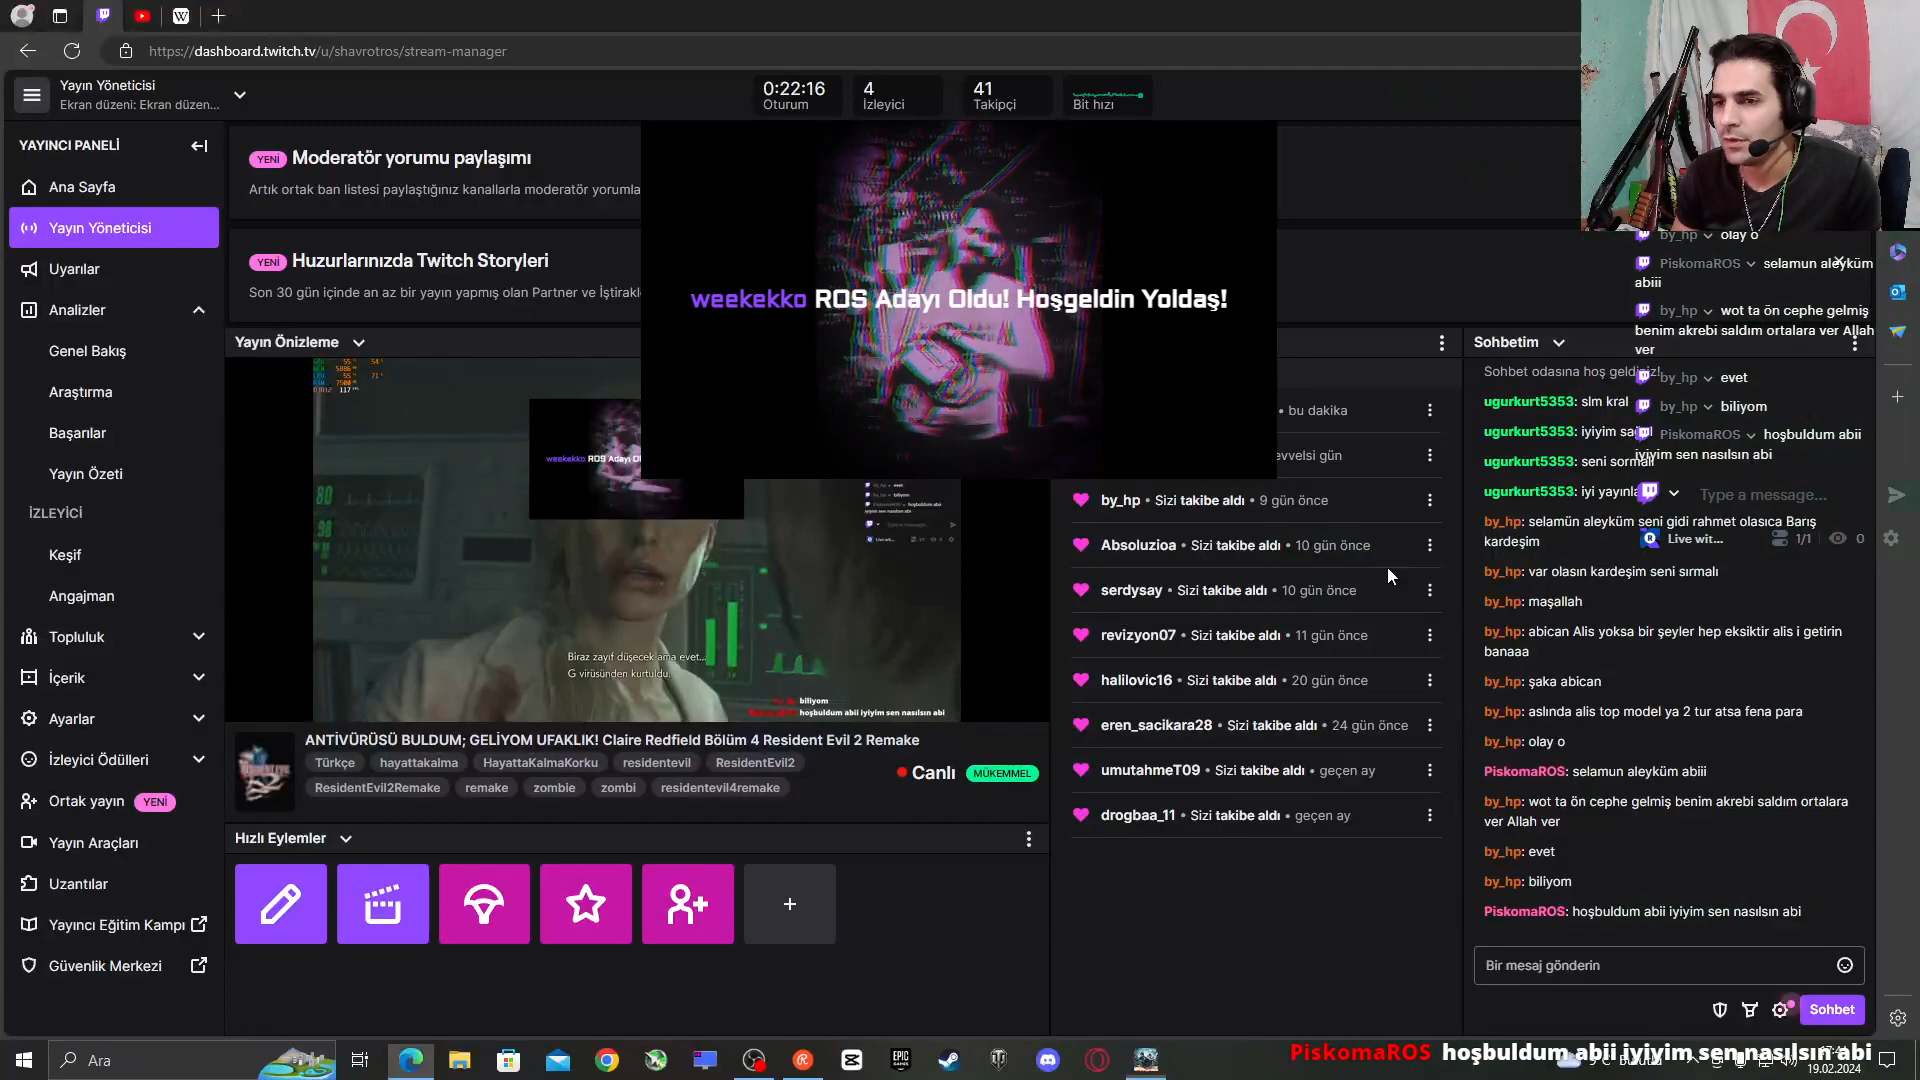 https://dashboard.twitch.tv/u/shavrotros/stream-manager
Yayın Yöneticisi
Ekran düzeni: Ekran düzen...
0:22:16
Oturum
4
İzleyici
41
Takipçi
Bit hızı
YAYINCI PANELİ
Ana Sayfa
Yayın Yöneticisi
Uyarılar
Analizler
Genel Bakış
Araştırma
Başarılar
Yayın Özeti
İZLEYİCİ
Keşif
Angajman
Topluluk
İçerik
Ayarlar
İzleyici Ödülleri
Ortak yayın YENİ
Yayın Araçları
Uzantılar
Yayıncı Eğitim Kampı
Güvenlik Merkezi
YENİ Moderatör yorumu paylaşımı
Artık ortak ban listesi paylaştığınız kanallarla moderatör yorumla
YENİ Huzurlarınızda Twitch Storyleri
Son 30 gün içinde an az bir yayın yapmış olan Partner ve İştirakl
weekekko ROS Adayı Oldu! Hoşgeldin Yoldaş!
Yayın Önizleme
weekekko ROS Adayı Ol
Biraz zayıf düşecek ama evet...
G virüsünden kurtuldu.
biliyom
hoşbuldum abii iyiyim sen nasılsın abi
ANTİVÜRÜSÜ BULDUM; GELİYOM UFAKLIK! Claire Redfield Bölüm 4 Resident Evil 2 Remake
Türkçe hayattakalma HayattaKalmaKorku residentevil ResidentEvil2
ResidentEvil2Remake remake zombie zombi residentevil4remake
Canlı MÜKEMMEL
Hızlı Eylemler
• bu dakika
evvelsi gün
by_hp • Sizi takibe aldı • 9 gün önce
Absoluzioa • Sizi takibe aldı • 10 gün önce
serdysay • Sizi takibe aldı • 10 gün önce
revizyon07 • Sizi takibe aldı • 11 gün önce
halilovic16 • Sizi takibe aldı • 20 gün önce
eren_sacikara28 • Sizi takibe aldı • 24 gün önce
umutahmeT09 • Sizi takibe aldı • geçen ay
drogbaa_11 • Sizi takibe aldı • geçen ay
by_hp olay o
PiskomaROS selamun aleyküm
abiii
by_hp wot ta ön cephe gelmiş
benim akrebi saldım ortalara ver Allah
ver
by_hp evet
by_hp biliyom
PiskomaROS hoşbuldum abii
iyiyim sen nasılsın abi
Type a message...
Live wit... 1/1 0
Sohbetim
Sohbet odasına hoş geldiniz!
ugurkurt5353: slm kral
ugurkurt5353: iyiyim
ugurkurt5353: seni
ugurkurt5353: iyi
by_hp: selamün aleyküm seni gidi rahmet olasıca Barış
kardeşim
by_hp: var olasın kardeşim seni sırmalı
by_hp: maşallah
by_hp: abican Alis yoksa bir şeyler hep eksiktir alis i getirin
banaaa
by_hp: şaka abican
by_hp: aslında alis top model ya 2 tur atsa fena para
by_hp: olay o
PiskomaROS: selamun aleyküm abiii
by_hp: wot ta ön cephe gelmiş benim akrebi saldım ortalara
ver Allah ver
by_hp: evet
by_hp: biliyom
PiskomaROS: hoşbuldum abii iyiyim sen nasılsın abi
Bir mesaj gönderin
Sohbet
Ara
PiskomaROS hoşbuldum abii iyiyim sen nasılsın abi
19.02.2024